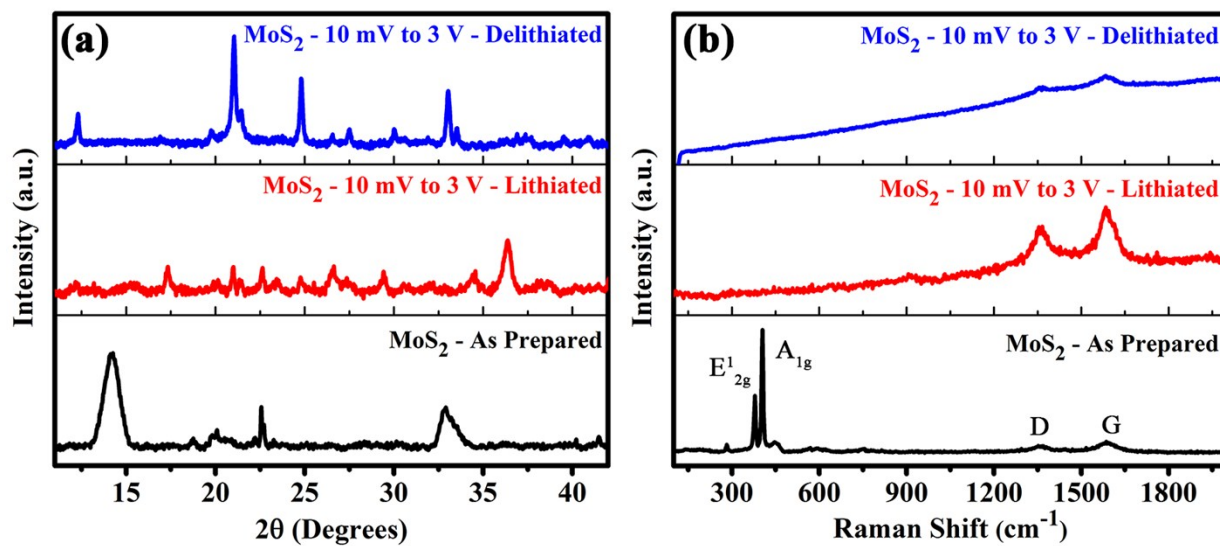 (a)
MoS2 - 10 mV to 3 V - Delithiated
MoS2 - 10 mV to 3 V - Lithiated
MoS2 - As Prepared
Intensity (a.u.)
15 20 25 30 35 40
2θ (Degrees)
(b)
MoS2 - 10 mV to 3 V - Delithiated
MoS2 - 10 mV to 3 V - Lithiated
MoS2 - As Prepared
E¹2g
A1g
D
G
Intensity (a.u.)
300 600 900 1200 1500 1800
Raman Shift (cm⁻¹)